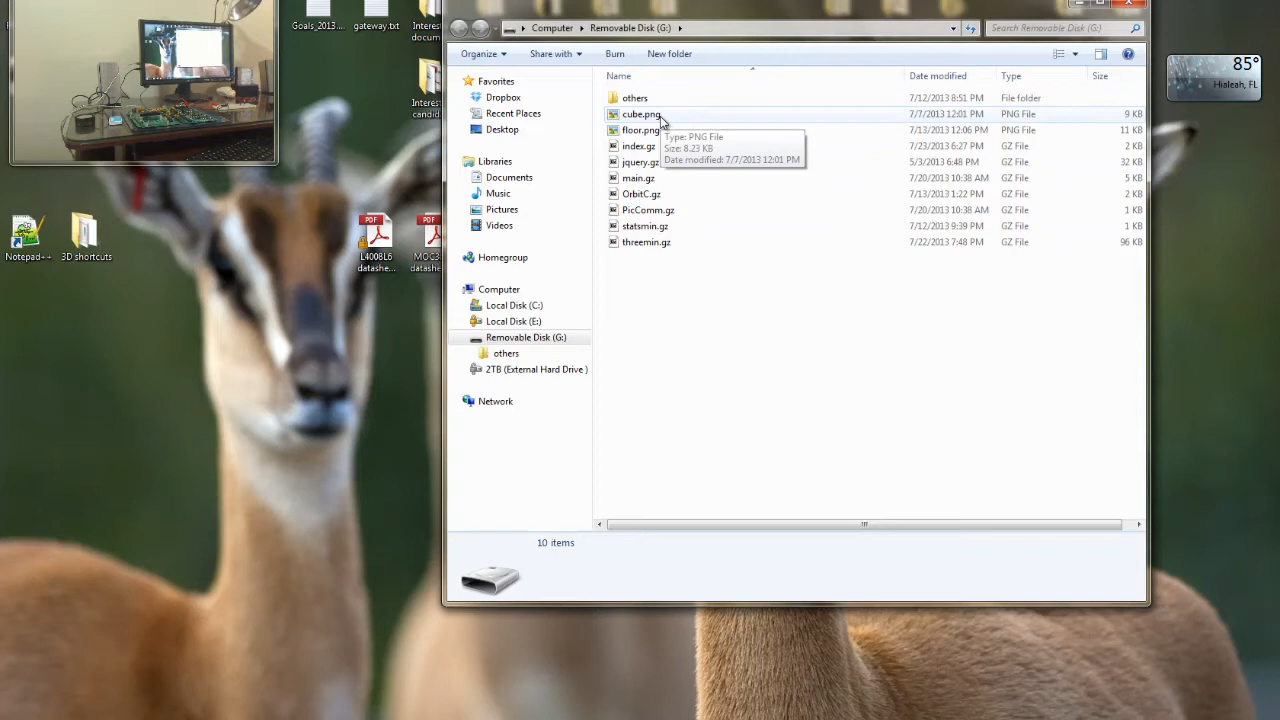 Goals_2013....
gateway.txt
Interest
docum...
Interest
candida
Notepad++
3D shortcuts
PDF
L4008L6
datashe...
PDF
MOC3
datashe
Computer
Removable Disk (G:)
Search Removable Disk (G:)
Organize
Share with
Burn
New folder
Name
Date modified
Type
Size
others
7/12/2013 8:51 PM
File folder
cube.png
7/7/2013 12:01 PM
PNG File
9 KB
floor.png
7/13/2013 12:06 PM
PNG File
11 KB
index.gz
7/23/2013 6:27 PM
GZ File
2 KB
jquery.gz
5/3/2013 6:48 PM
GZ File
32 KB
main.gz
7/20/2013 10:38 AM
GZ File
5 KB
OrbitC.gz
7/13/2013 1:22 PM
GZ File
2 KB
PicComm.gz
7/20/2013 10:38 AM
GZ File
1 KB
statsmin.gz
7/12/2013 9:39 PM
GZ File
1 KB
threemin.gz
7/22/2013 7:48 PM
GZ File
96 KB
Type: PNG File
Size: 8.23 KB
Date modified: 7/7/2013 12:01 PM
Favorites
Dropbox
Recent Places
Desktop
Libraries
Documents
Music
Pictures
Videos
Homegroup
Computer
Local Disk (C:)
Local Disk (E:)
Removable Disk (G:)
others
2TB (External Hard Drive )
Network
10 items
85°
Hialeah, FL